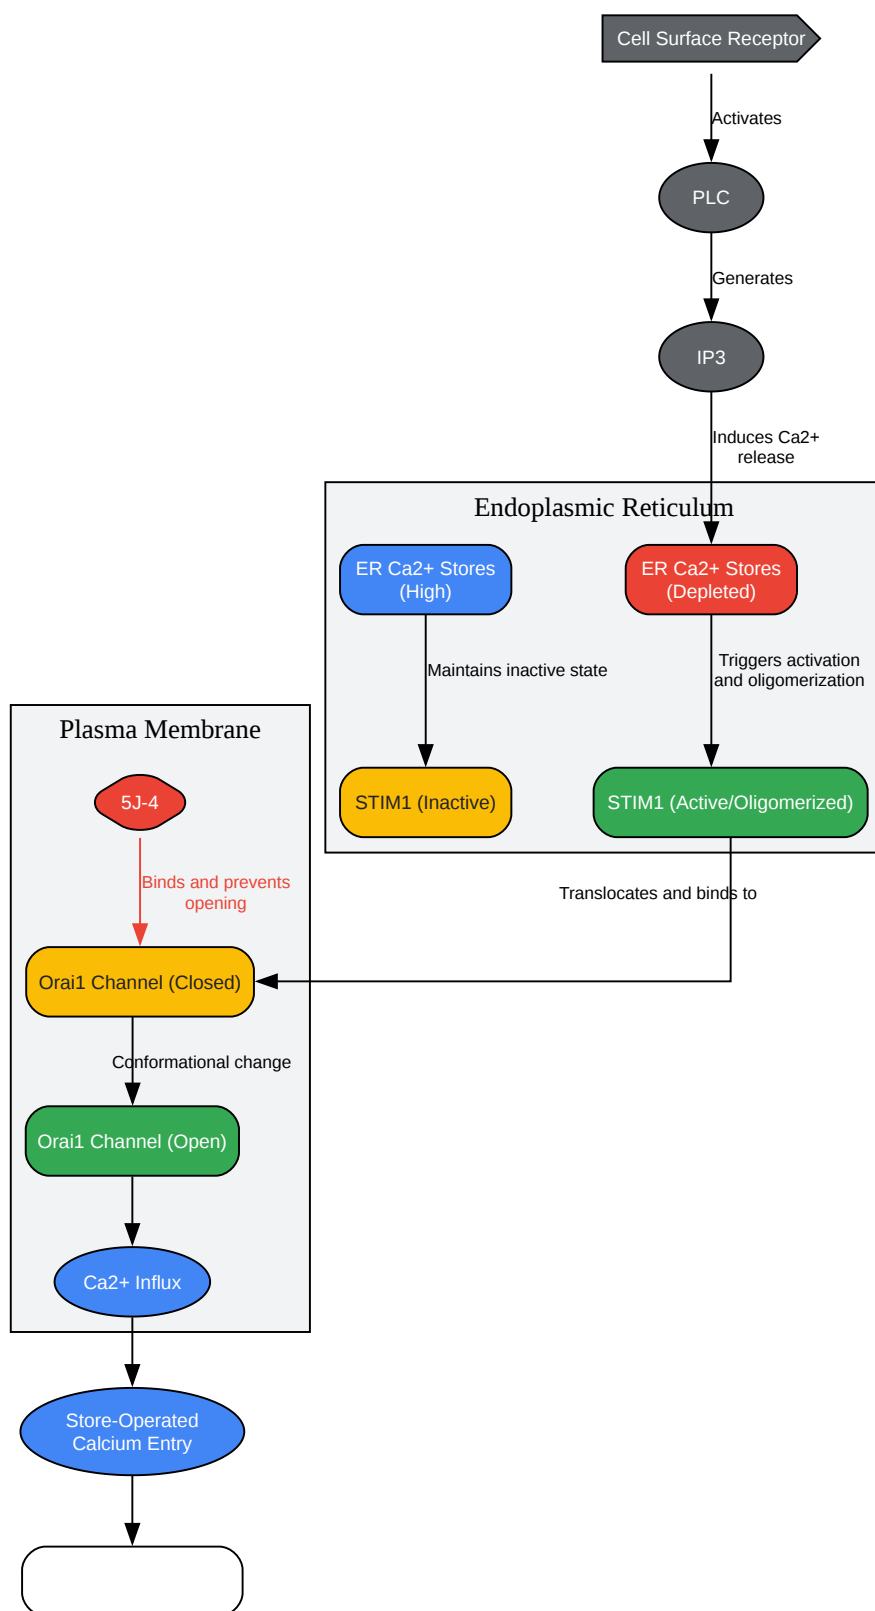 Cell Surface Receptor
Activates
PLC
Generates
IP3
Induces Ca2+
release
Endoplasmic Reticulum
ER Ca2+ Stores
(High)
ER Ca2+ Stores
(Depleted)
Maintains inactive state
Triggers activation
and oligomerization
STIM1 (Inactive)
STIM1 (Active/Oligomerized)
Translocates and binds to
Plasma Membrane
5J-4
Binds and prevents
opening
Orai1 Channel (Closed)
Conformational change
Orai1 Channel (Open)
Ca2+ Influx
Store-Operated
Calcium Entry